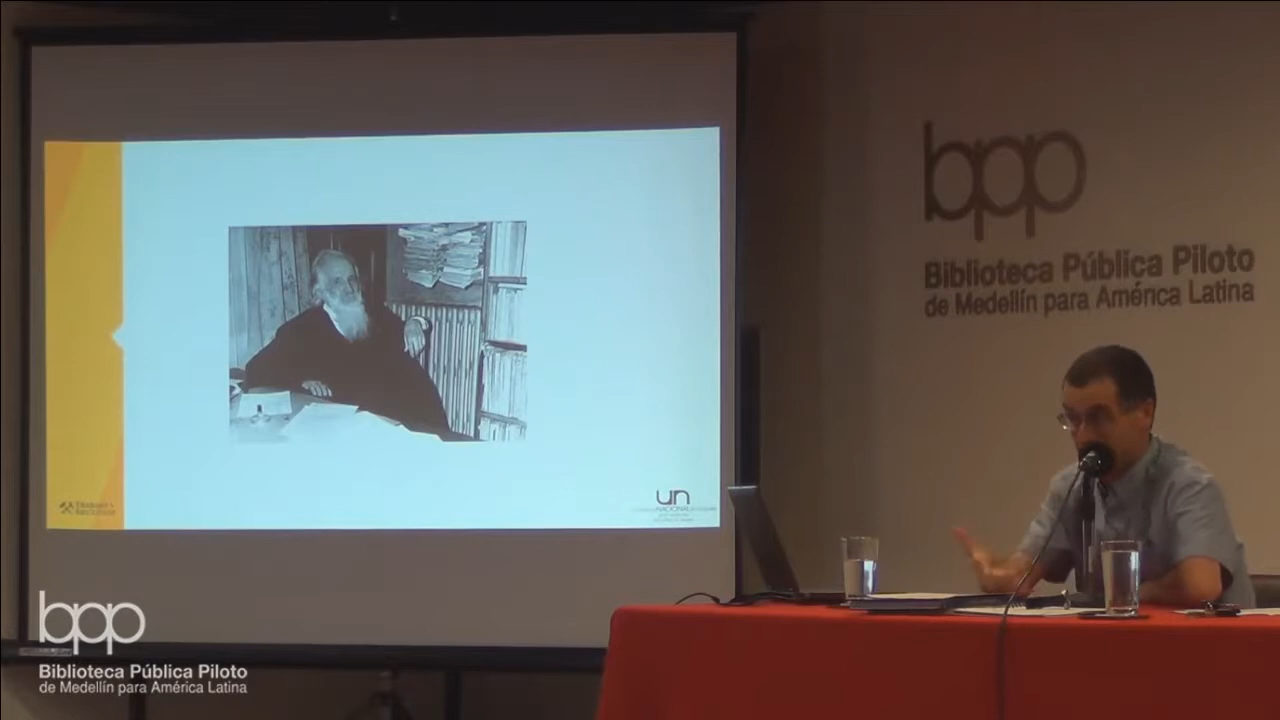 bpp
Biblioteca Pública Piloto
de Medellín para América Latina
un
NACIONAL
bpp
Biblioteca Pública Piloto
de Medellín para América Latina